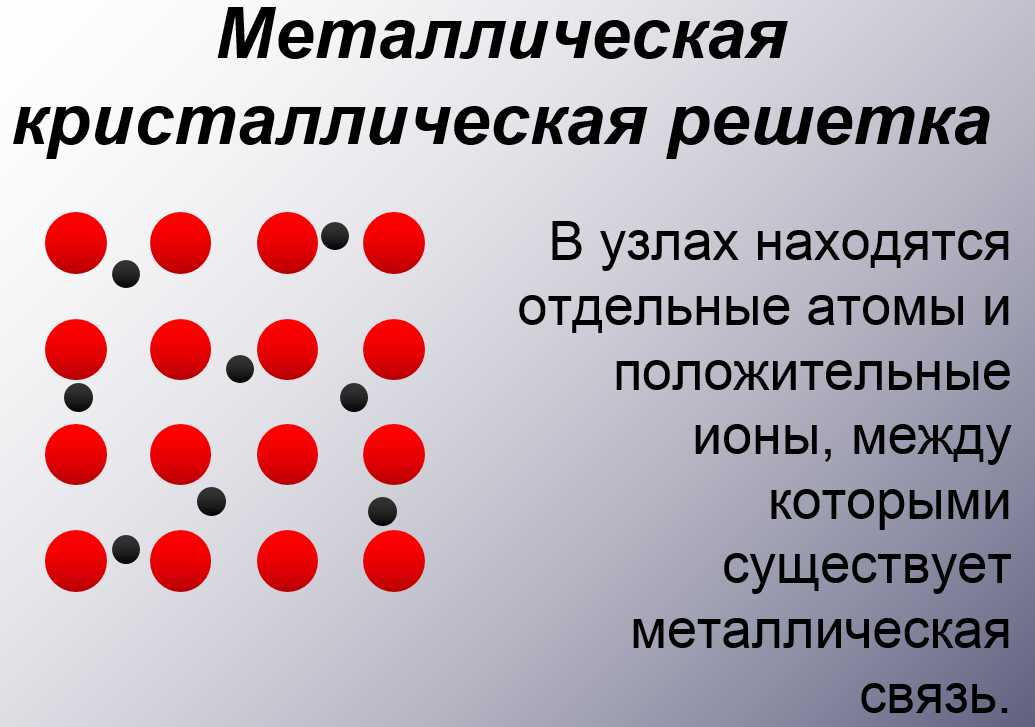 Металлическая
кристаллическая решетка
В узлах находятся
отдельные атомы и
положительные
ионы, между
которыми
существует
металлическая
связь.